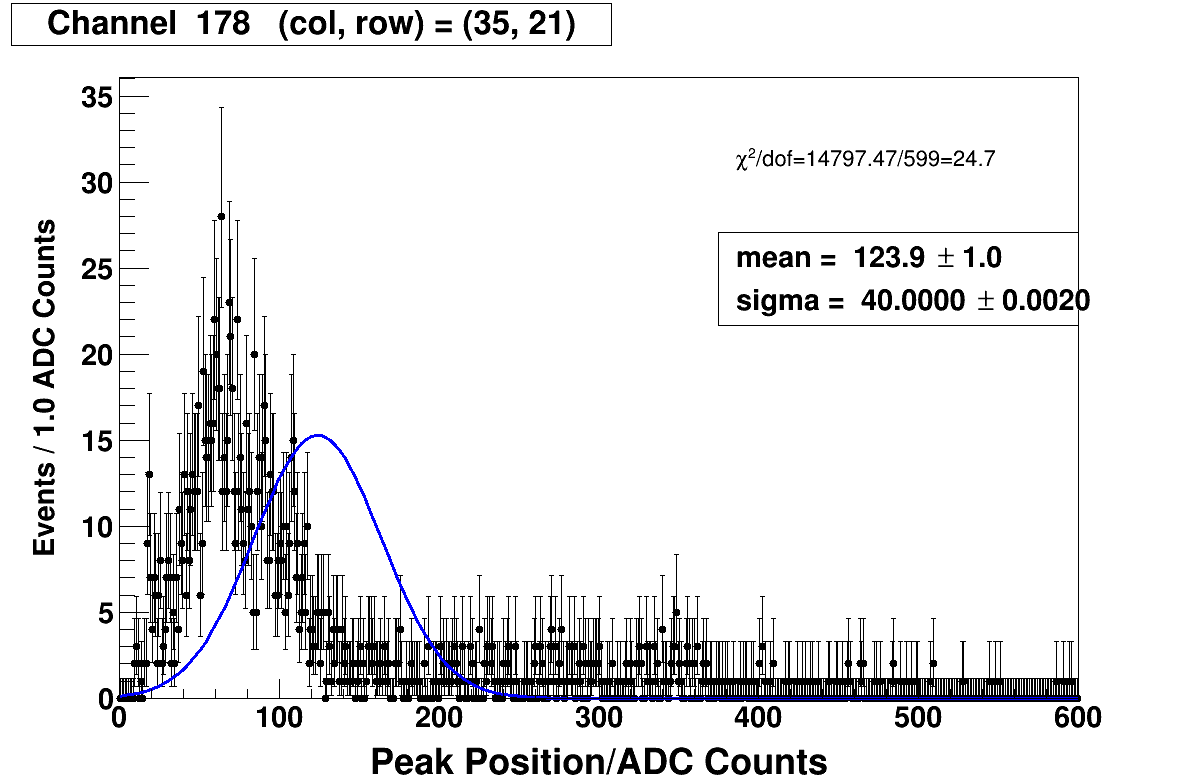 Channel 178 (col, row) = (35, 21)
35
30
25
20
15
10
5
0
Events / 1.0 ADC Counts
χ²/dof=14797.47/599=24.7
mean = 123.9 ± 1.0
sigma = 40.0000 ± 0.0020
0 100 200 300 400 500 600
Peak Position/ADC Counts